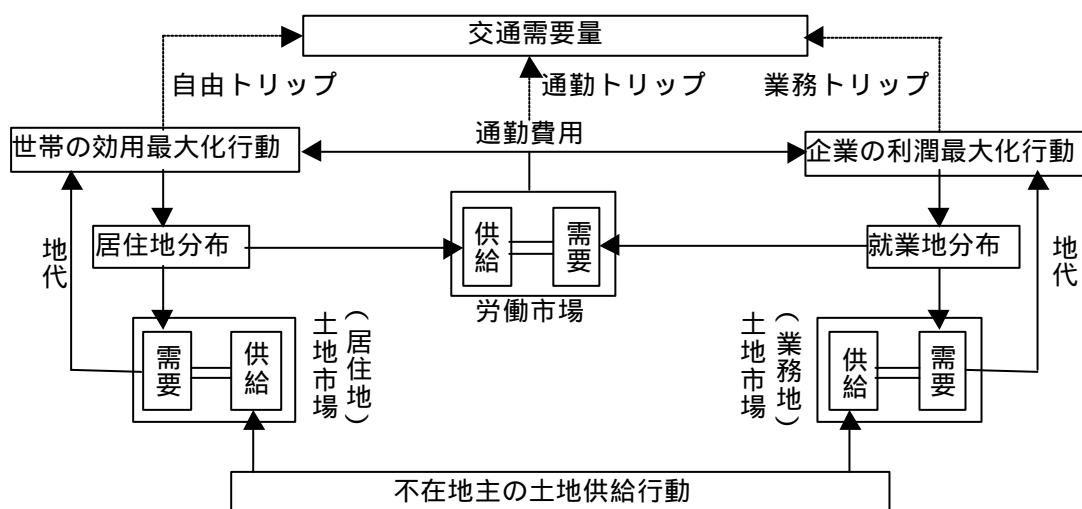 交通需要量
自由トリップ
通勤トリップ
業務トリップ
通勤費用
世帯の効用最大化行動
企業の利潤最大化行動
居住地分布
供給
需要
就業地分布
労働市場
地代
地代
需要
供給
土地市場
(居住地)
土地市場
(業務地)
供給
需要
不在地主の土地供給行動